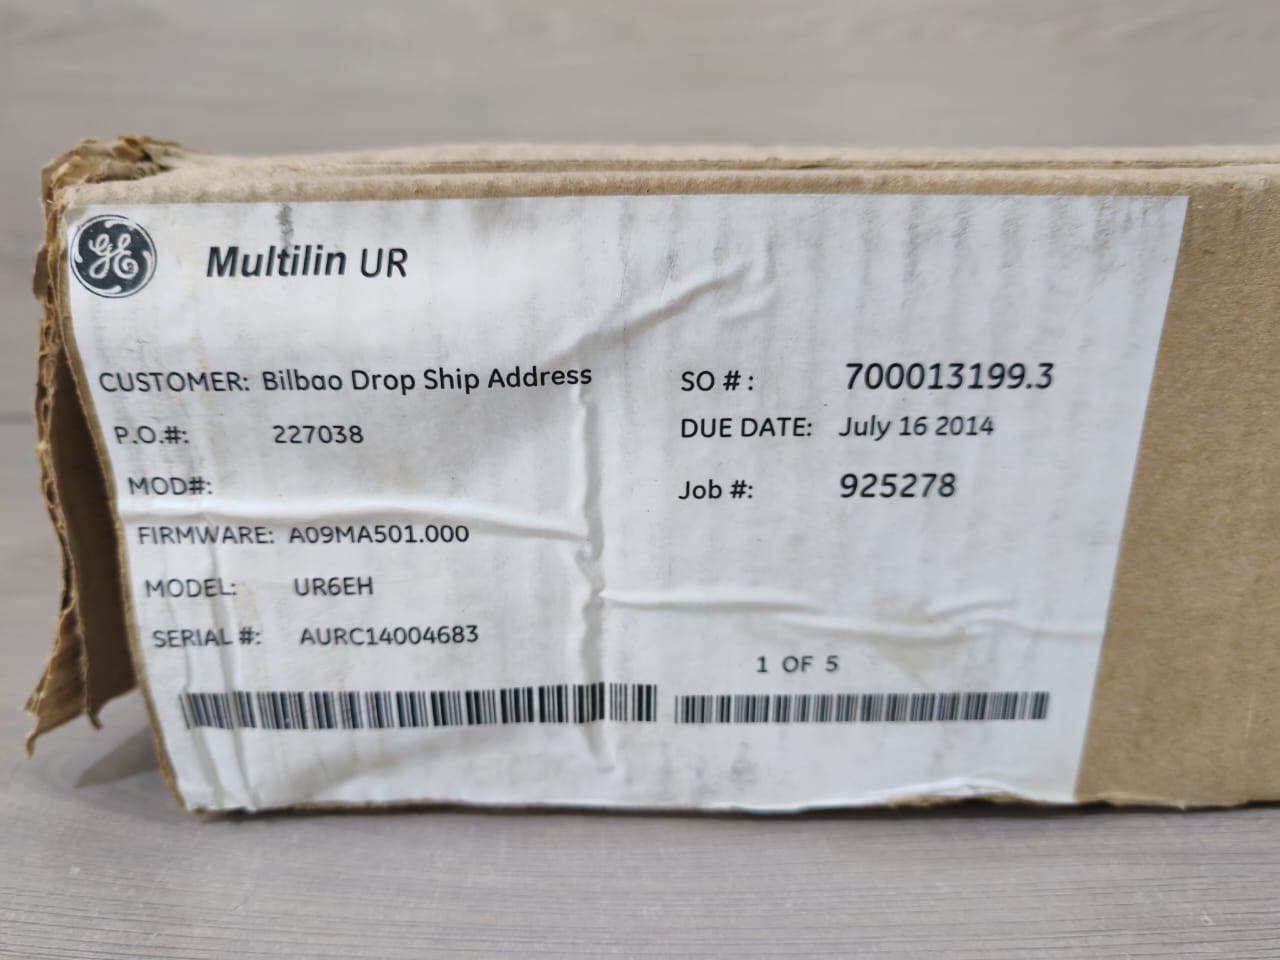 GE
Multilin UR
CUSTOMER: Bilbao Drop Ship Address
P.O.#: 227038
MOD#:
FIRMWARE: A09MA501.000
MODEL: UR6EH
SERIAL #: AURC14004683
SO #: 700013199.3
DUE DATE: July 16 2014
Job #: 925278
1 OF 5